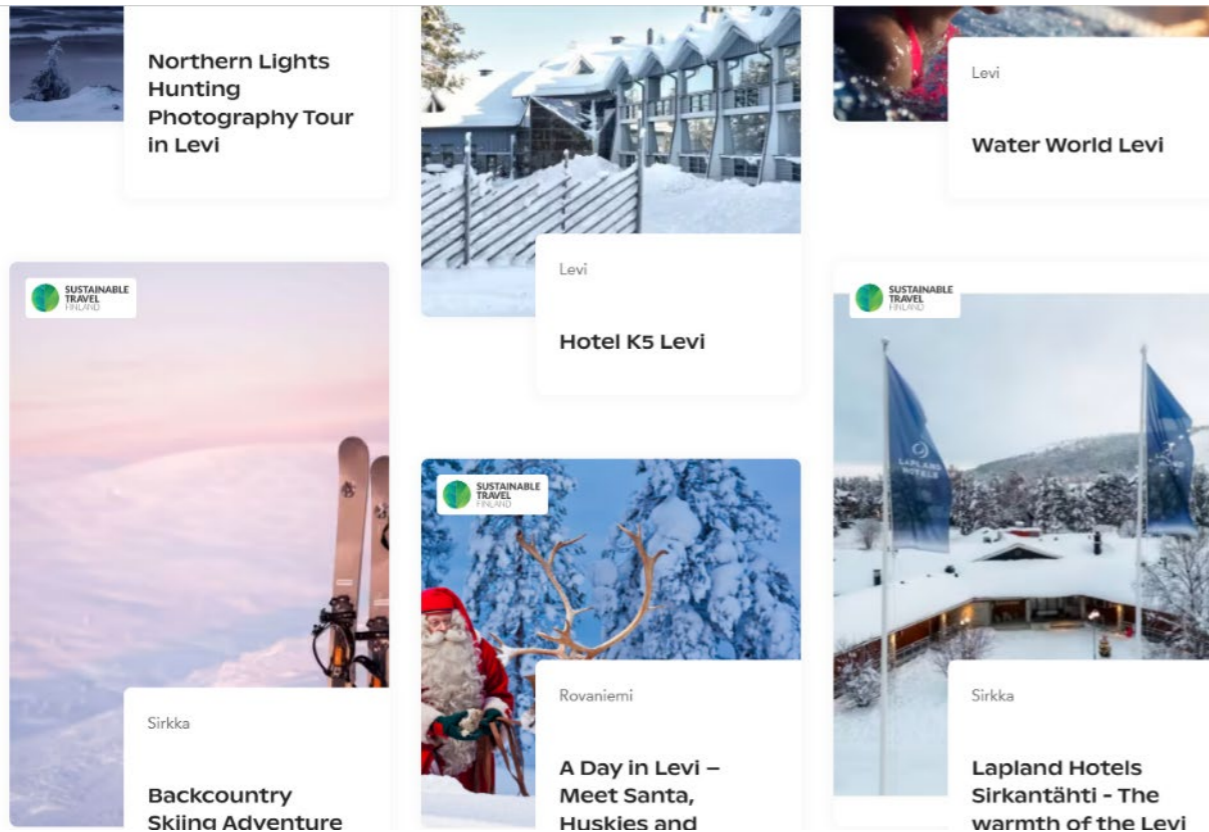 Northern Lights
Hunting
Photography Tour
in Levi
Levi
Hotel K5 Levi
Levi
Water World Levi
SUSTAINABLE
TRAVEL
FINLAND
Sirkka
Backcountry
Skiing Adventure
SUSTAINABLE
TRAVEL
FINLAND
Rovaniemi
A Day in Levi –
Meet Santa,
Huskies and
SUSTAINABLE
TRAVEL
FINLAND
LAPLAND
HOTELS
Sirkka
Lapland Hotels
Sirkantähti - The
warmth of the Levi